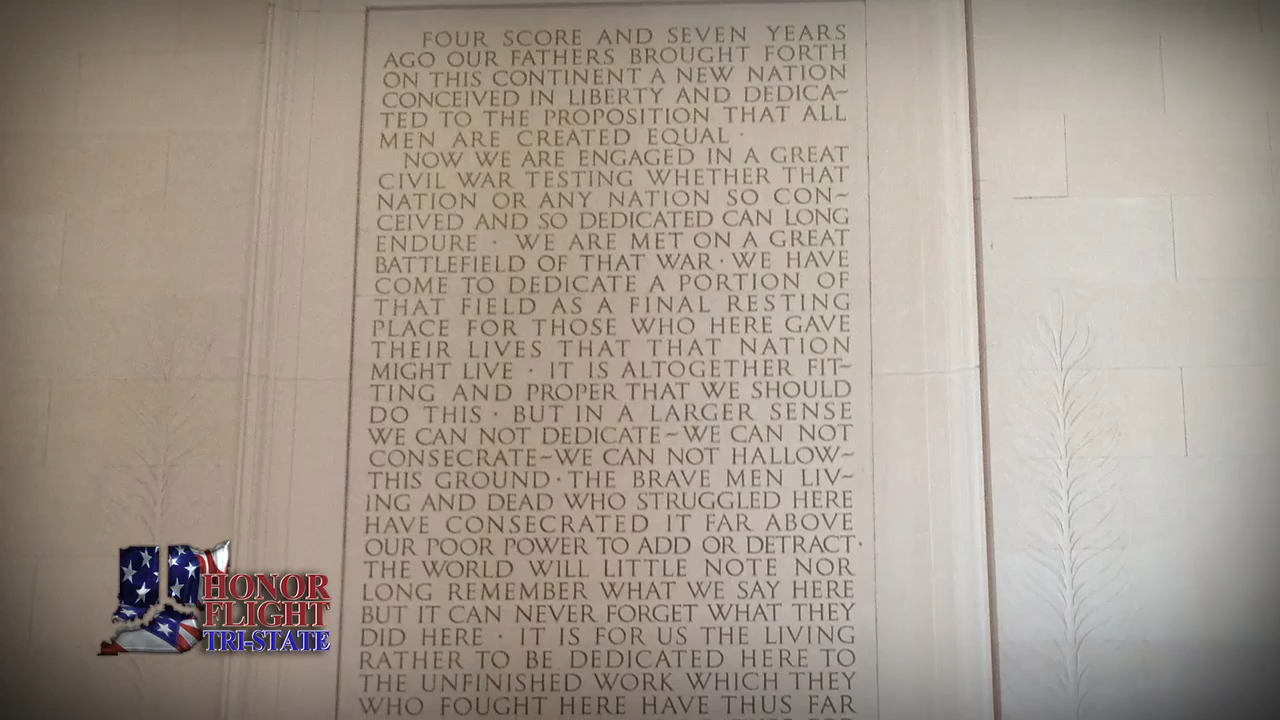 FOUR SCORE AND SEVEN YEARS
AGO OUR FATHERS BROUGHT FORTH
ON THIS CONTINENT A NEW NATION
CONCEIVED IN LIBERTY AND DEDICA~
TED TO THE PROPOSITION THAT ALL
MEN ARE CREATED EQUAL ·
NOW WE ARE ENGAGED IN A GREAT
CIVIL WAR TESTING WHETHER THAT
NATION OR ANY NATION SO CON~
CEIVED AND SO DEDICATED CAN LONG
ENDURE · WE ARE MET ON A GREAT
BATTLEFIELD OF THAT WAR · WE HAVE
COME TO DEDICATE A PORTION OF
THAT FIELD AS A FINAL RESTING
PLACE FOR THOSE WHO HERE GAVE
THEIR LIVES THAT THAT NATION
MIGHT LIVE · IT IS ALTOGETHER FIT~
TING AND PROPER THAT WE SHOULD
DO THIS · BUT IN A LARGER SENSE
WE CAN NOT DEDICATE~WE CAN NOT
CONSECRATE~WE CAN NOT HALLOW~
THIS GROUND · THE BRAVE MEN LIV~
ING AND DEAD WHO STRUGGLED HERE
HAVE CONSECRATED IT FAR ABOVE
OUR POOR POWER TO ADD OR DETRACT ·
THE WORLD WILL LITTLE NOTE NOR
LONG REMEMBER WHAT WE SAY HERE
BUT IT CAN NEVER FORGET WHAT THEY
DID HERE · IT IS FOR US THE LIVING
RATHER TO BE DEDICATED HERE TO
THE UNFINISHED WORK WHICH THEY
WHO FOUGHT HERE HAVE THUS FAR
HONOR
FLIGHT
TRI-STATE